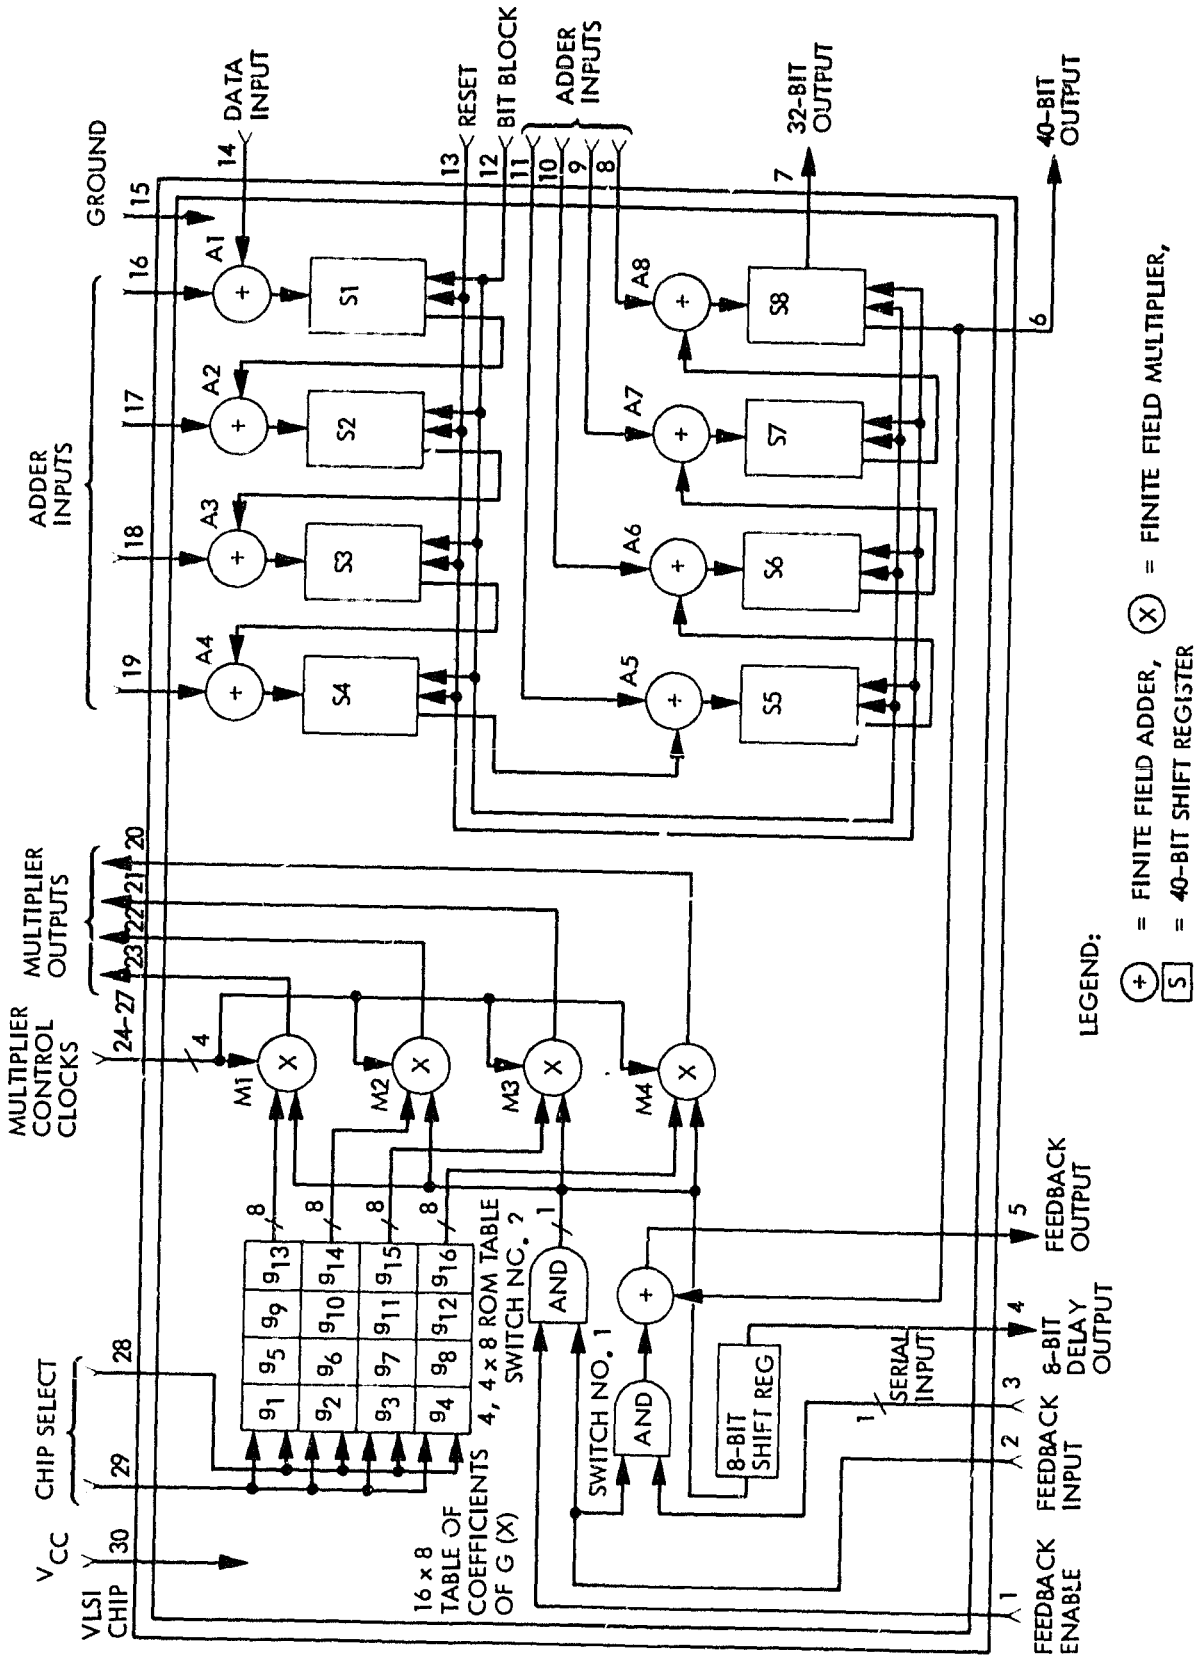 VLSI
CHIP
VCC
30
CHIP SELECT
29
28
MULTIPLIER
CONTROL
CLOCKS
24-27
4
MULTIPLIER
OUTPUTS
23
22
21
20
ADDER
INPUTS
19
18
17
16
GROUND
15
14
DATA
INPUT
A4
A3
A2
A1
S4
S3
S2
S1
13
RESET
12
BIT BLOCK
11
10
9
8
ADDER
INPUTS
A5
A6
A7
A8
S5
S6
S7
S8
7
32-BIT
OUTPUT
6
40-BIT
OUTPUT
M1
X
M2
X
M3
X
M4
X
g1 g5 g9 g13
g2 g6 g10 g14
g3 g7 g11 g15
g4 g8 g12 g16
8
8
8
8
16 x 8
TABLE OF
COEFFICIENTS
OF G (X)
4, 4 x 8 ROM TABLE
SWITCH NO. 2
AND
1
SWITCH NO. 1
AND
+
8-BIT
SHIFT REG
1
SERIAL
INPUT
1
FEEDBACK
ENABLE
2
FEEDBACK
INPUT
3
4
8-BIT
DELAY
OUTPUT
5
FEEDBACK
OUTPUT
LEGEND:
+ = FINITE FIELD ADDER, X = FINITE FIELD MULTIPLIER,
S = 40-BIT SHIFT REGISTER